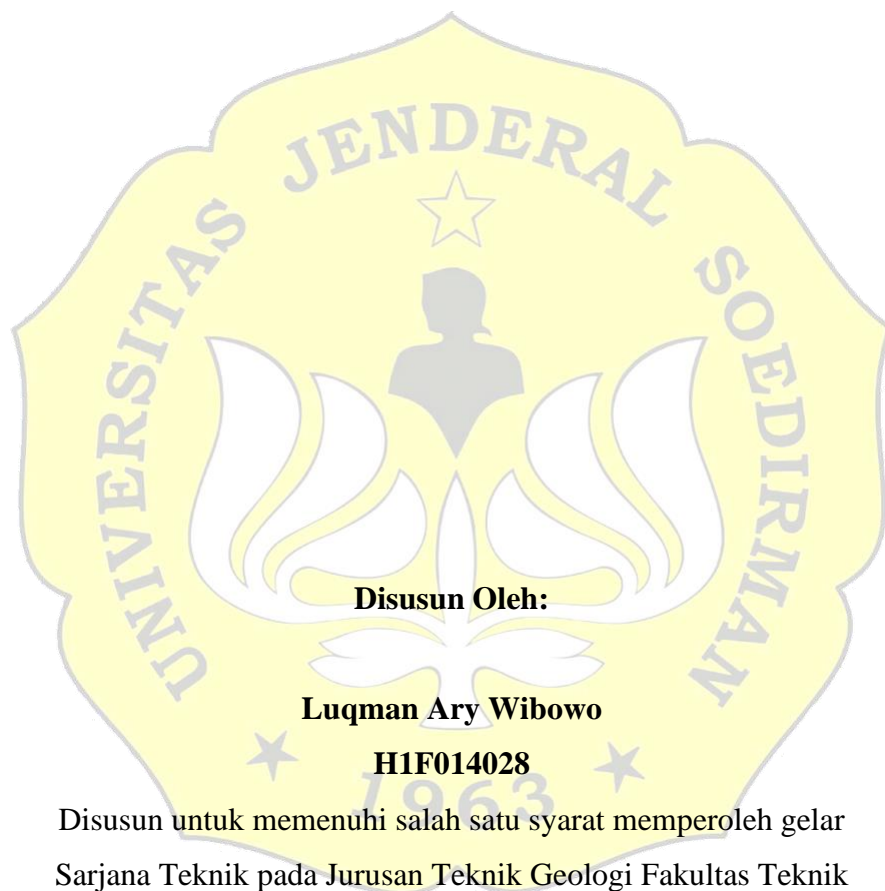 UNIVERSITAS JENDERAL SOEDIRMAN
Disusun Oleh:
Luqman Ary Wibowo
H1F014028
1963
Disusun untuk memenuhi salah satu syarat memperoleh gelar
Sarjana Teknik pada Jurusan Teknik Geologi Fakultas Teknik